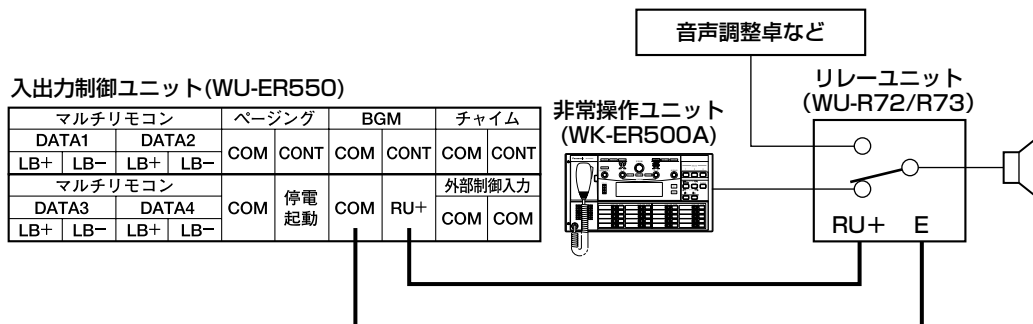 音声調整卓など
入出力制御ユニット(WU-ER550)
リレーユニット
(WU-R72/R73)
非常操作ユニット
(WK-ER500A)
マルチリモコン ページング BGM チャイム
DATA1 DATA2 COM CONT COM CONT COM CONT
LB+ LB− LB+ LB−
マルチリモコン COM 停電起動 COM RU+ 外部制御入力
DATA3 DATA4 COM COM
LB+ LB− LB+ LB−
RU+ E